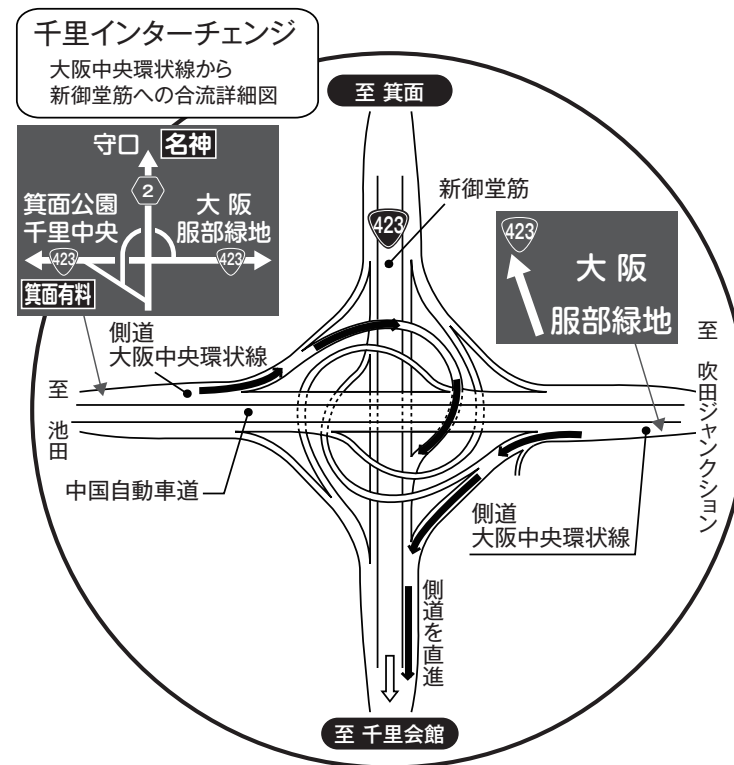 千里インターチェンジ
大阪中央環状線から
新御堂筋への合流詳細図
至 箕面
守口 名神
2
箕面公園 大阪
千里中央 服部緑地
423 423
箕面有料
新御堂筋
423
423
大阪
服部緑地
側道
大阪中央環状線
至 池田
至 吹田ジャンクション
中国自動車道
側道
大阪中央環状線
側道を直進
至 千里会館